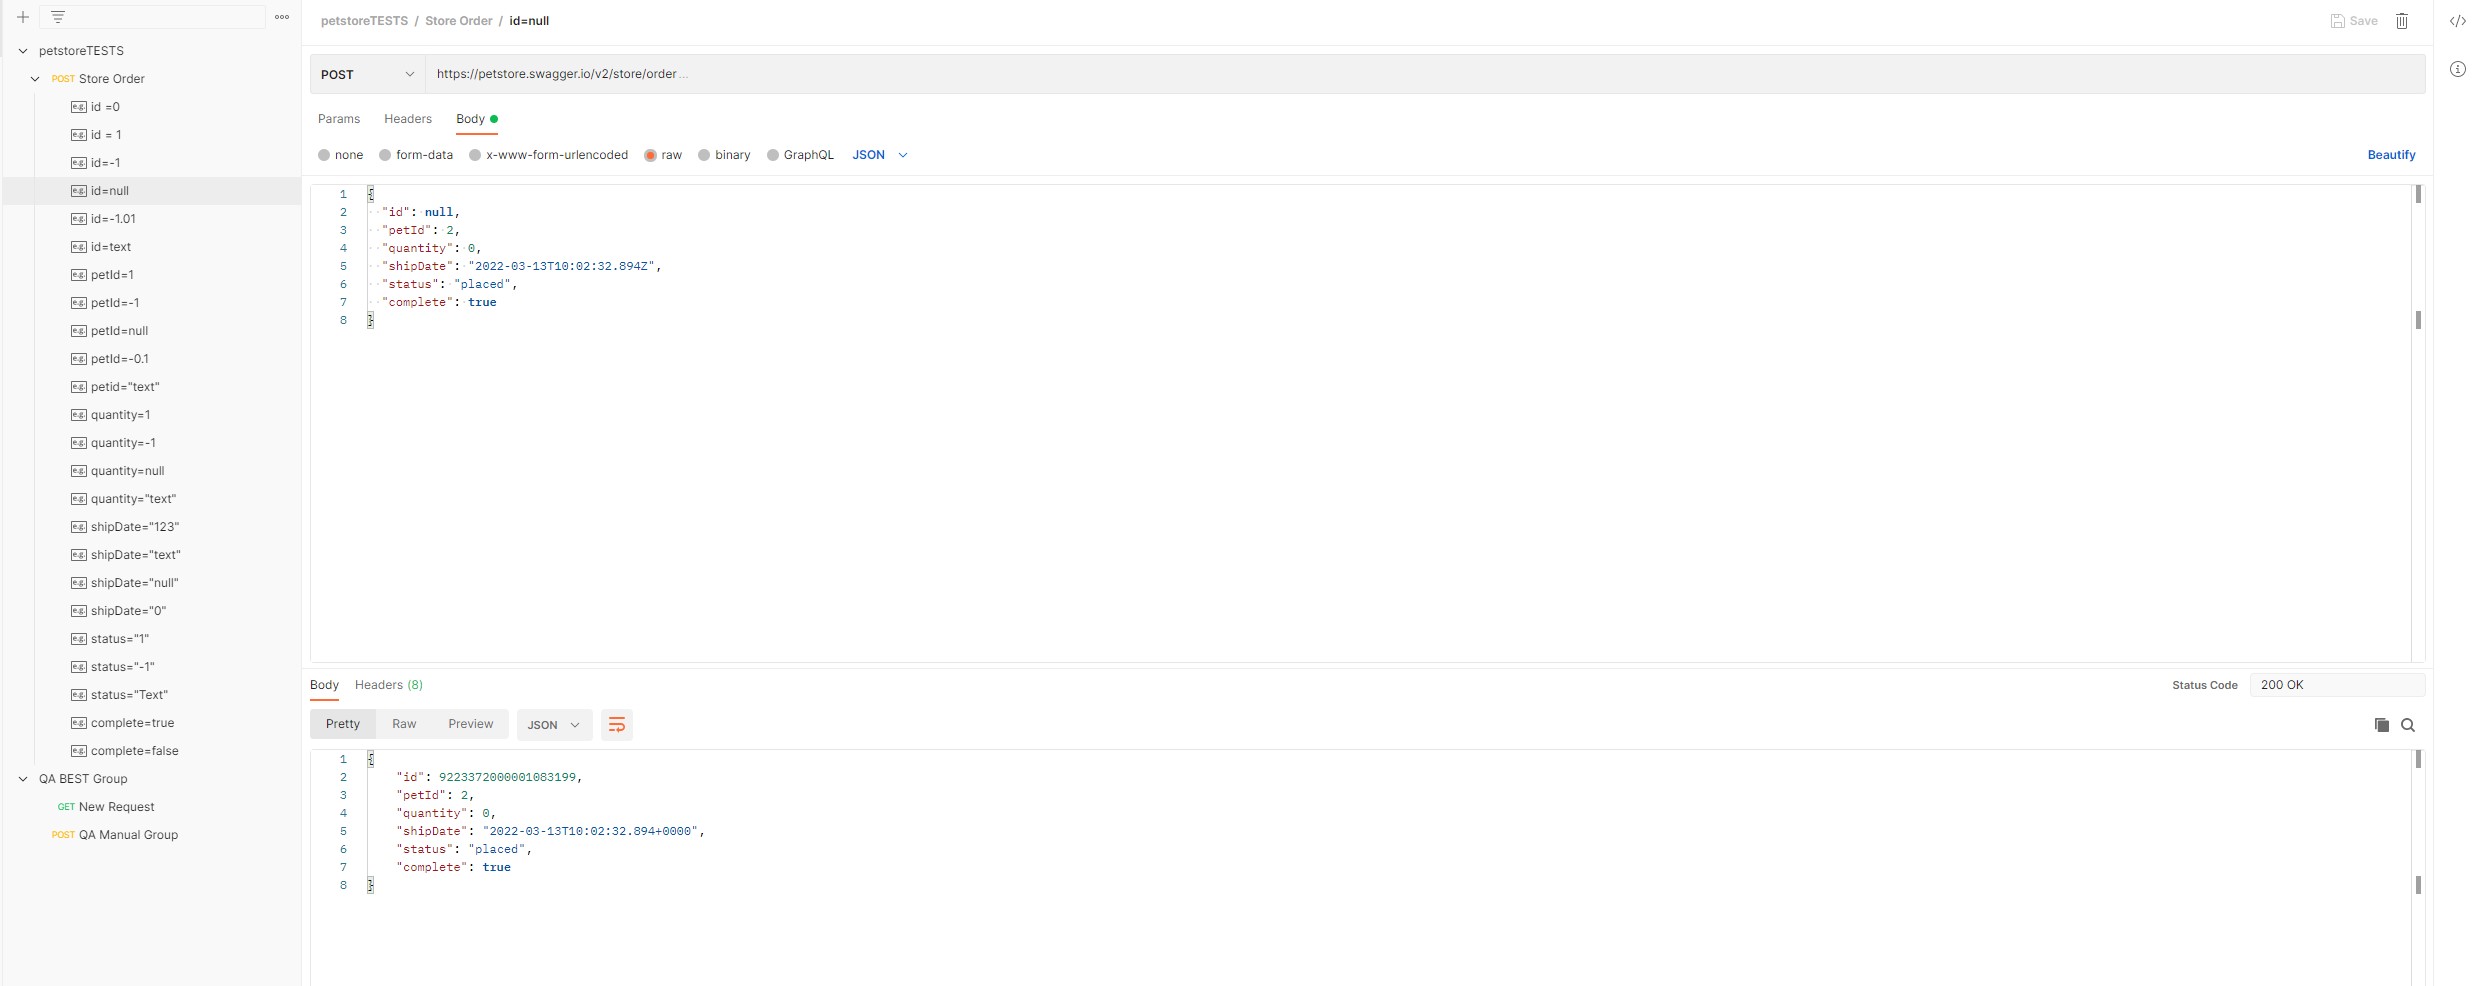 petstoreTESTS
POST Store Order
e.g. id =0
e.g. id = 1
e.g. id=-1
e.g. id=null
e.g. id=-1.01
e.g. id=text
e.g. petId=1
e.g. petId=-1
e.g. petId=null
e.g. petId=-0.1
e.g. petid="text"
e.g. quantity=1
e.g. quantity=-1
e.g. quantity=null
e.g. quantity="text"
e.g. shipDate="123"
e.g. shipDate="text"
e.g. shipDate="null"
e.g. shipDate="0"
e.g. status="1"
e.g. status="-1"
e.g. status="Text"
e.g. complete=true
e.g. complete=false
QA BEST Group
GET New Request
POST QA Manual Group
petstoreTESTS / Store Order / id=null
Save
POST https://petstore.swagger.io/v2/store/order ...
Params Headers Body
none form-data x-www-form-urlencoded raw binary GraphQL JSON Beautify
1 {
2 "id": null,
3 "petId": 2,
4 "quantity": 0,
5 "shipDate": "2022-03-13T10:02:32.894Z",
6 "status": "placed",
7 "complete": true
8 }
Body Headers (8) Status Code 200 OK
Pretty Raw Preview JSON
1 {
2 "id": 9223372000001083199,
3 "petId": 2,
4 "quantity": 0,
5 "shipDate": "2022-03-13T10:02:32.894+0000",
6 "status": "placed",
7 "complete": true
8 }